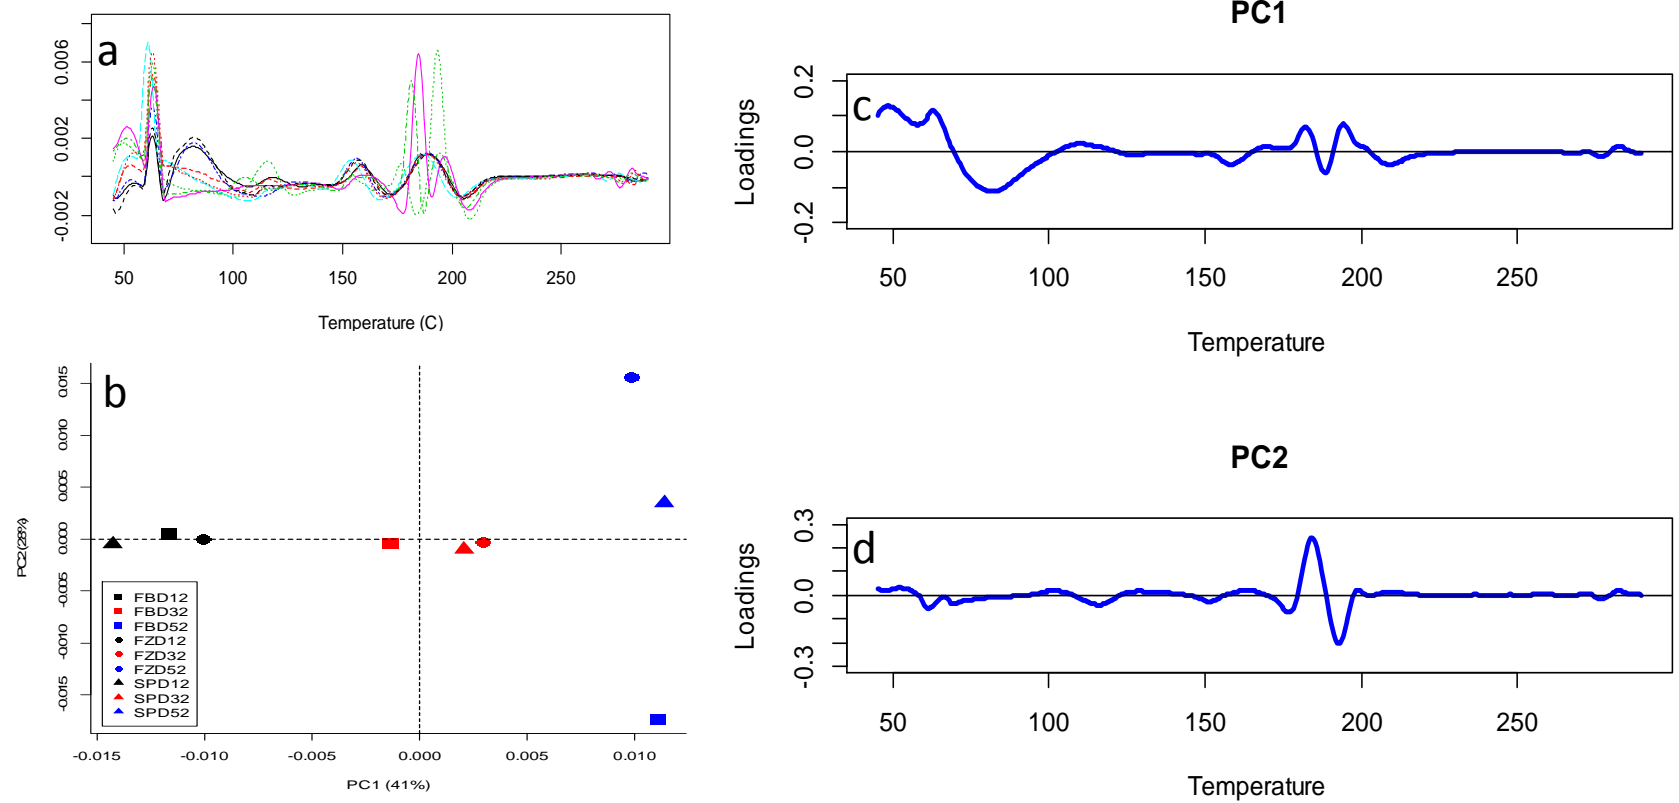 a
0.006
0.002
-0.002
50 100 150 200 250
Temperature (C)
b
0.015
0.010
0.005
0.000
-0.005
-0.010
-0.015
PC2(28%)
FBD12
FBD32
FBD52
FZD12
FZD32
FZD52
SPD12
SPD32
SPD52
-0.015 -0.010 -0.005 0.000 0.005 0.010
PC1 (41%)
PC1
c
Loadings
0.2
0.0
-0.2
50 100 150 200 250
Temperature
PC2
d
Loadings
0.3
0.0
-0.3
50 100 150 200 250
Temperature